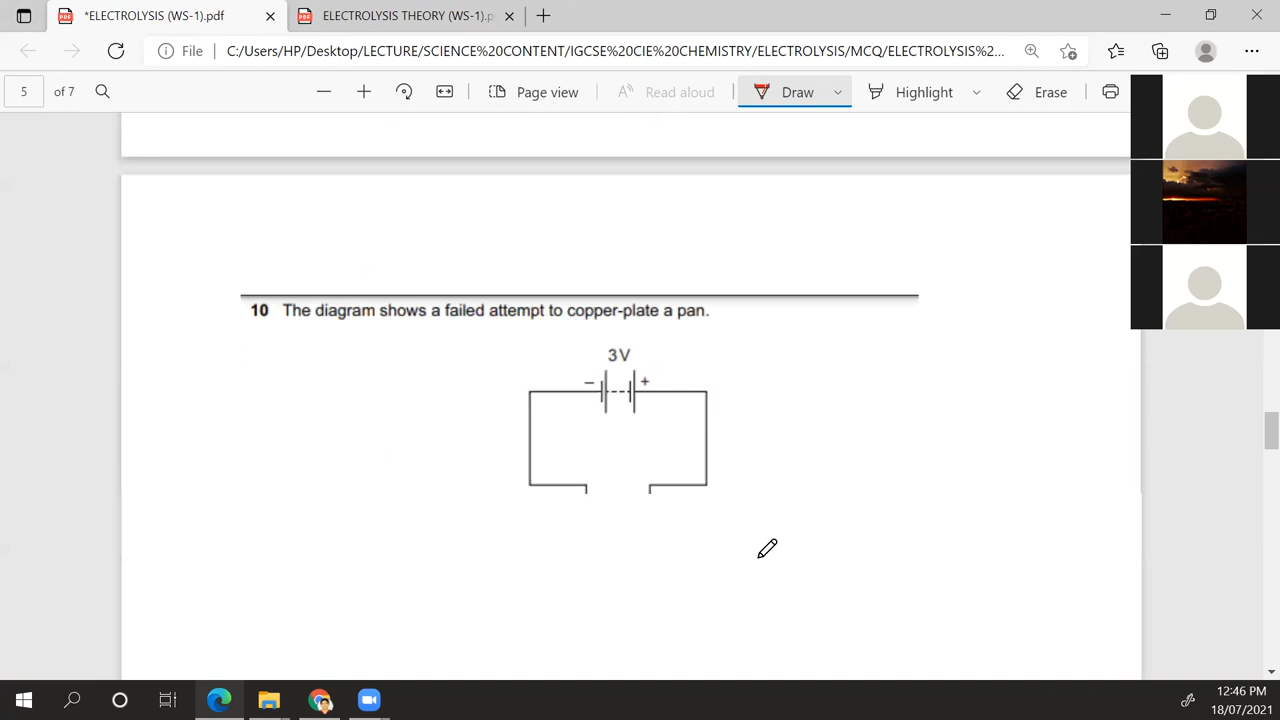 *ELECTROLYSIS (WS-1).pdf
ELECTROLYSIS THEORY (WS-1).p
File
C:/Users/HP/Desktop/LECTURE/SCIENCE%20CONTENT/IGCSE%20CIE%20CHEMISTRY/ELECTROLYSIS/MCQ/ELECTROLYSIS%2...
5 of 7
Page view
Read aloud
Draw
Highlight
Erase
10 The diagram shows a failed attempt to copper-plate a pan.
3 V
– +
12:46 PM
18/07/2021